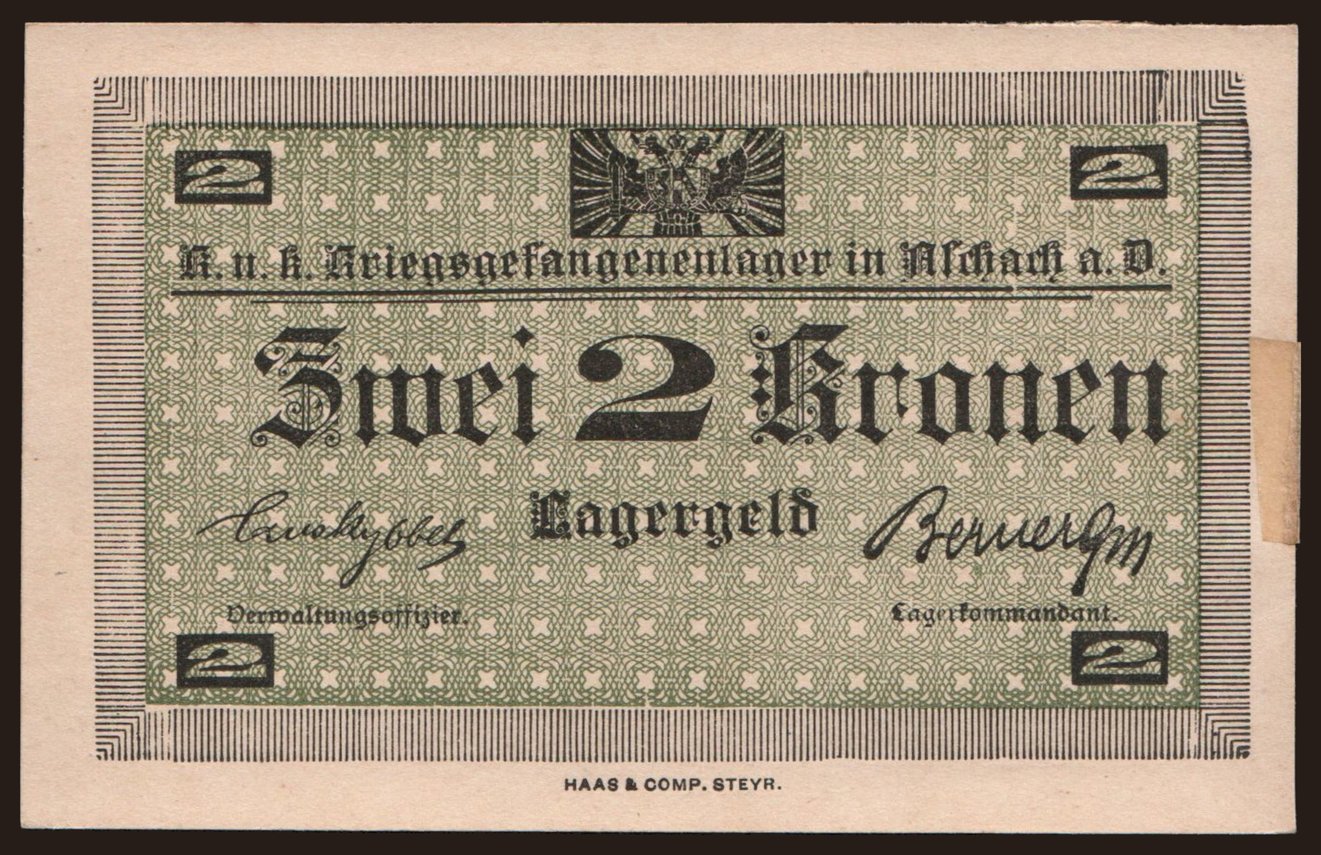 2 2
K. u. k. Kriegsgefangenenlager in Aschach a. D.
Zwei 2 Kronen
Lagergeld
Verwaltungsoffizier. Lagerkommandant.
2 2
HAAS & COMP. STEYR.